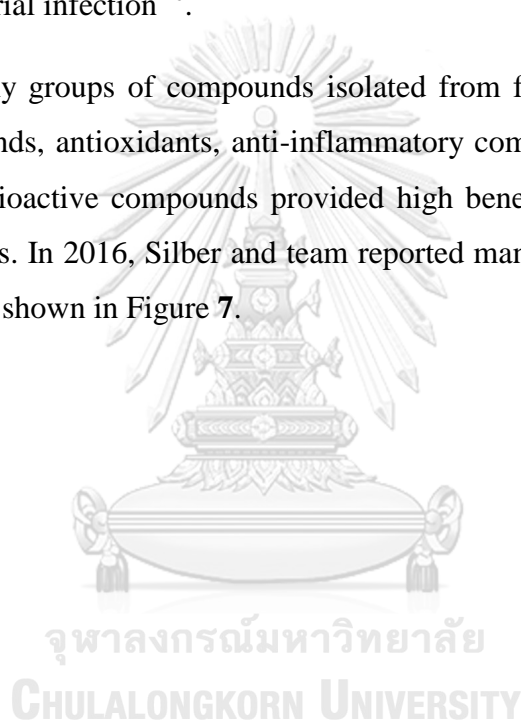 rial infection
y groups of compounds isolated from f
nds, antioxidants, anti-inflammatory com
ioactive compounds provided high bene
s. In 2016, Silber and team reported mar
shown in Figure 7.
จุฬาลงกรณ์มหาวิทยาลัย
CHULALONGKORN UNIVERSITY